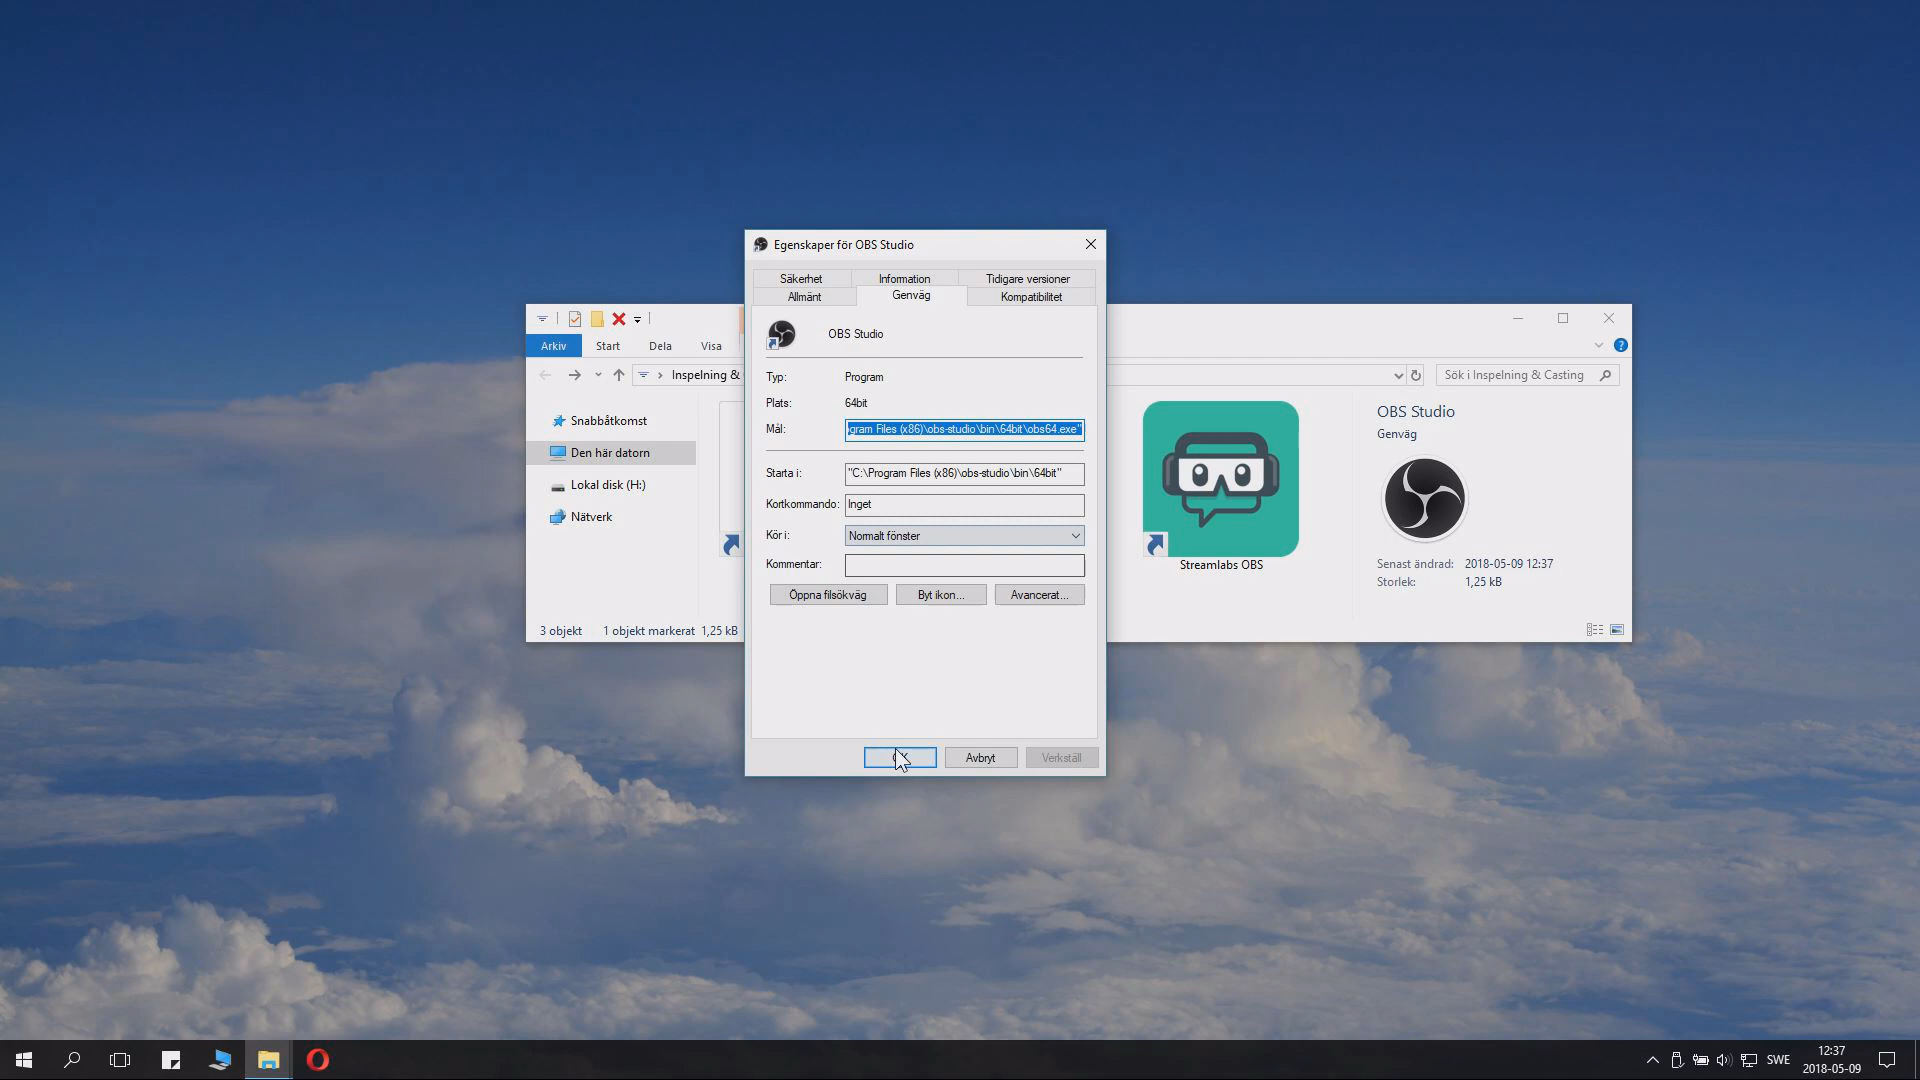 Egenskaper för OBS Studio
Säkerhet
Information
Tidigare versioner
Allmänt
Genväg
Kompatibilitet
OBS Studio
Typ:
Program
Plats:
64bit
Mål:
ogram Files (x86)\obs-studio\bin\64bit\obs64.exe"
Starta i:
"C:\Program Files (x86)\obs-studio\bin\64bit"
Kortkommando:
Inget
Kör i:
Normalt fönster
Kommentar:
Öppna filsökväg
Byt ikon...
Avancerat...
Avbryt
Verkställ
Arkiv
Start
Dela
Visa
?
Inspelning &
Sök i Inspelning & Casting
Snabbåtkomst
Den här datorn
Lokal disk (H:)
Nätverk
Streamlabs OBS
OBS Studio
Genväg
Senast ändrad:
2018-05-09 12:37
Storlek:
1,25 kB
3 objekt
1 objekt markerat
1,25 kB
SWE
12:37
2018-05-09